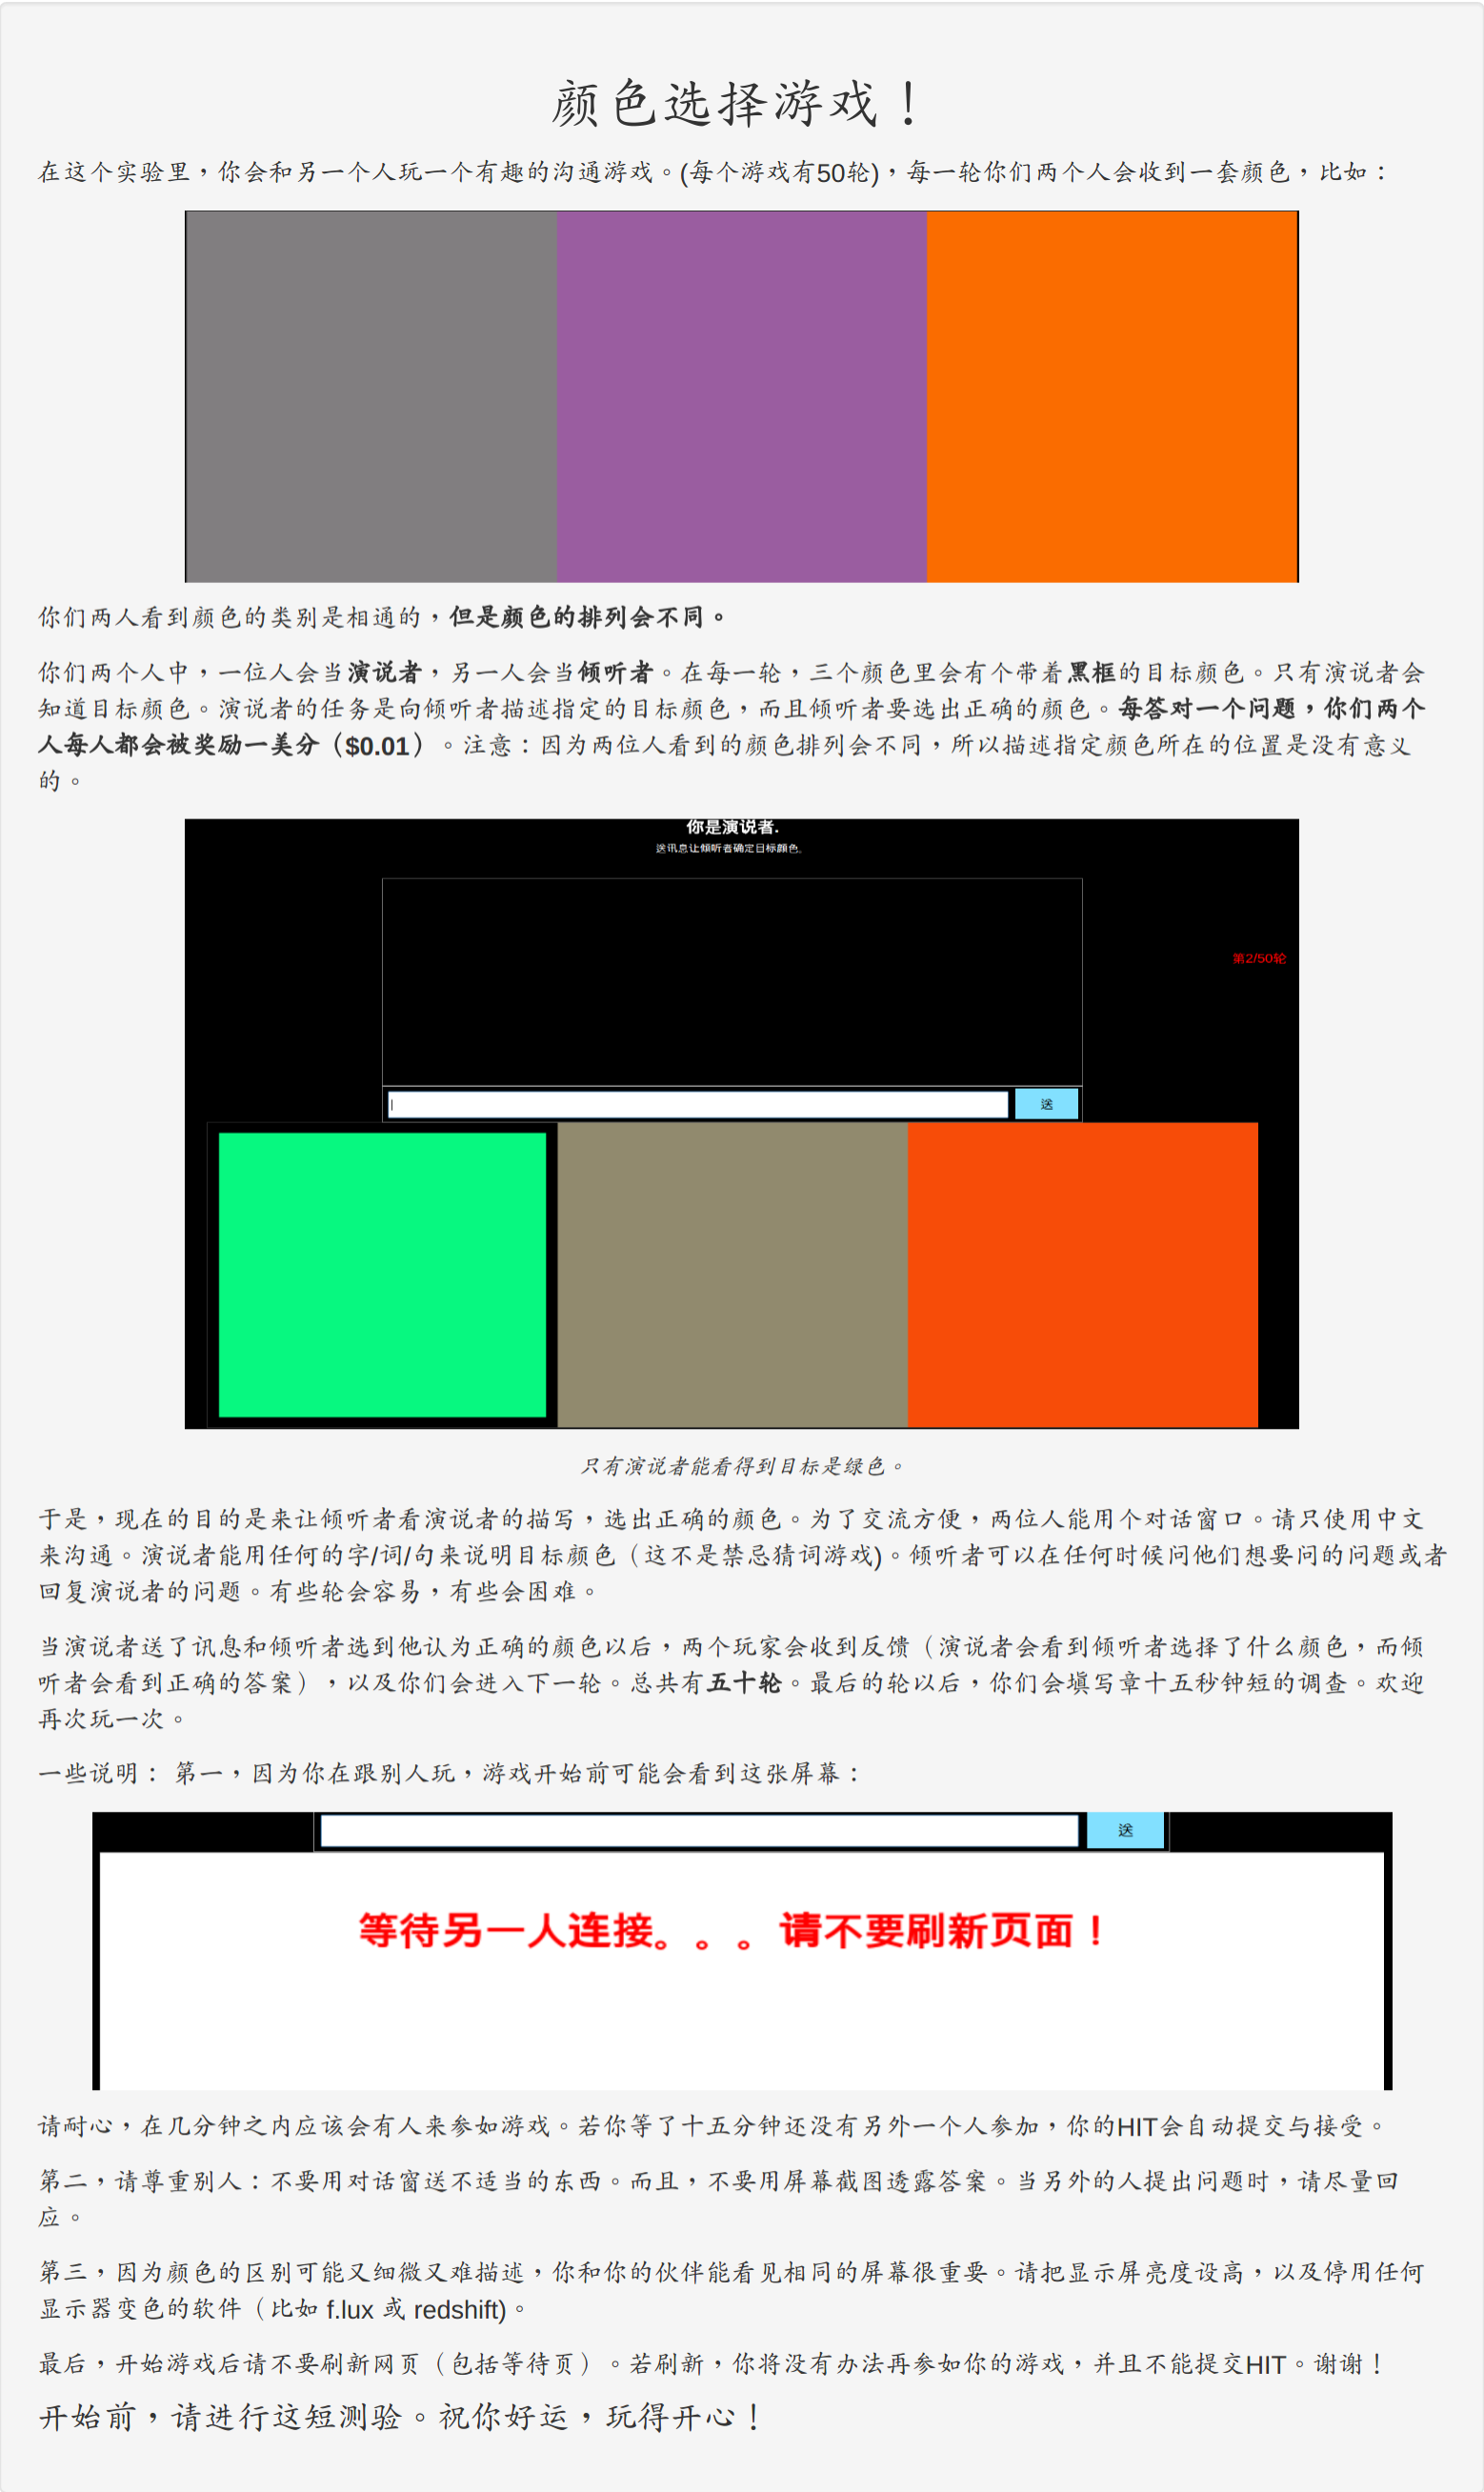 颜色选择游戏！
在这个实验里，你会和另一个人玩一个有趣的沟通游戏。(每个游戏有50轮)，每一轮你们两个人会收到一套颜色，比如：
你们两人看到颜色的类别是相通的，但是颜色的排列会不同。
你们两个人中，一位人会当演说者，另一人会当倾听者。在每一轮，三个颜色里会有个带着黑框的目标颜色。只有演说者会
知道目标颜色。演说者的任务是向倾听者描述指定的目标颜色，而且倾听者要选出正确的颜色。每答对一个问题，你们两个
人每人都会被奖励一美分（$0.01）。注意：因为两位人看到的颜色排列会不同，所以描述指定颜色所在的位置是没有意义
的。
你是演说者.
送讯息让倾听者确定目标颜色。
第2/50轮
送
只有演说者能看得到目标是绿色。
于是，现在的目的是来让倾听者看演说者的描写，选出正确的颜色。为了交流方便，两位人能用个对话窗口。请只使用中文
来沟通。演说者能用任何的字/词/句来说明目标颜色（这不是禁忌猜词游戏)。倾听者可以在任何时候问他们想要问的问题或者
回复演说者的问题。有些轮会容易，有些会困难。
当演说者送了讯息和倾听者选到他认为正确的颜色以后，两个玩家会收到反馈（演说者会看到倾听者选择了什么颜色，而倾
听者会看到正确的答案），以及你们会进入下一轮。总共有五十轮。最后的轮以后，你们会填写章十五秒钟短的调查。欢迎
再次玩一次。
一些说明： 第一，因为你在跟别人玩，游戏开始前可能会看到这张屏幕：
送
等待另一人连接。。。请不要刷新页面！
请耐心，在几分钟之内应该会有人来参如游戏。若你等了十五分钟还没有另外一个人参加，你的HIT会自动提交与接受。
第二，请尊重别人：不要用对话窗送不适当的东西。而且，不要用屏幕截图透露答案。当另外的人提出问题时，请尽量回
应。
第三，因为颜色的区别可能又细微又难描述，你和你的伙伴能看见相同的屏幕很重要。请把显示屏亮度设高，以及停用任何
显示器变色的软件（比如 f.lux 或 redshift)。
最后，开始游戏后请不要刷新网页（包括等待页）。若刷新，你将没有办法再参如你的游戏，并且不能提交HIT。谢谢！
开始前，请进行这短测验。祝你好运，玩得开心！